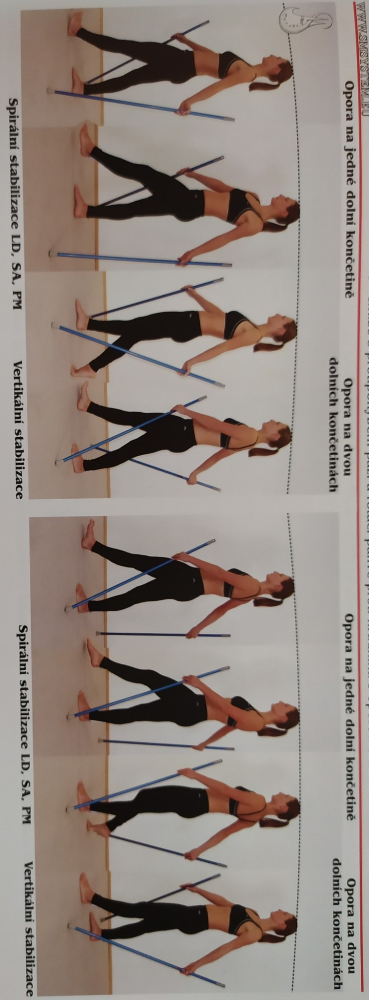 WWW.SMSYSTEM.EU
Opora na jedné dolní končetině
Opora na dvou
dolních končetinách
Opora na jedné dolní končetině
Opora na dvou
dolních končetinách
Spirální stabilizace LD, SA, PM
Vertikální stabilizace
Spirální stabilizace LD, SA, PM
Vertikální stabilizace